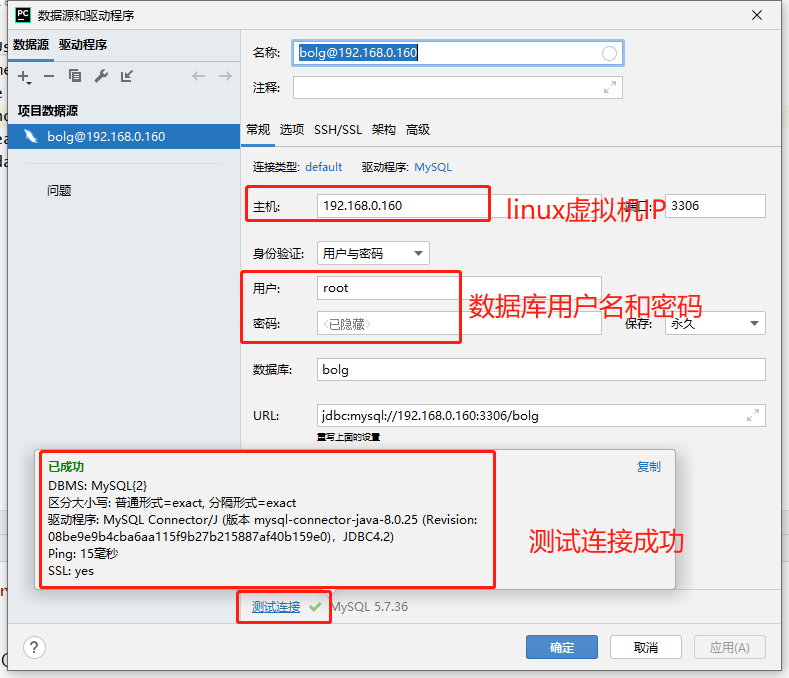 PC 数据源和驱动程序
数据源 驱动程序
名称: bolg@192.168.0.160
注释:
项目数据源
bolg@192.168.0.160
问题
常规 选项 SSH/SSL 架构 高级
连接类型: default 驱动程序: MySQL
主机: 192.168.0.160 linux虚拟机IP 端口: 3306
身份验证: 用户与密码
用户: root
数据库用户名和密码
密码: <已隐藏> 保存: 永久
数据库: bolg
URL: jdbc:mysql://192.168.0.160:3306/bolg
重写上面的设置
已成功 复制
DBMS: MySQL{2}
区分大小写: 普通形式=exact, 分隔形式=exact
驱动程序: MySQL Connector/J (版本 mysql-connector-java-8.0.25 (Revision:
08be9e9b4cba6aa115f9b27b215887af40b159e0)，JDBC4.2)
测试连接成功
Ping: 15毫秒
SSL: yes
测试连接 MySQL 5.7.36
? 确定 取消 应用(A)